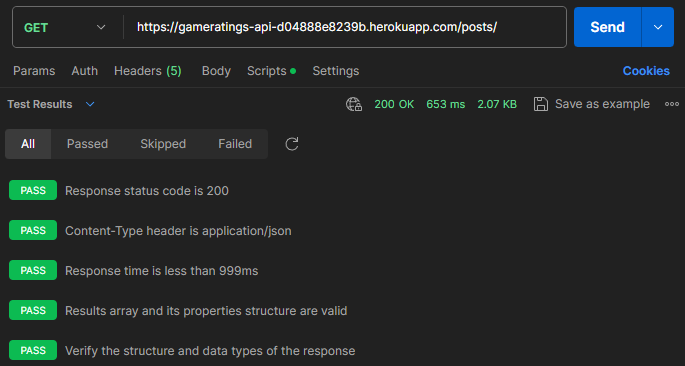 GET https://gameratings-api-d04888e8239b.herokuapp.com/posts/ Send
Params Auth Headers (5) Body Scripts Settings Cookies
Test Results 200 OK 653 ms 2.07 KB Save as example
All Passed Skipped Failed
PASS Response status code is 200
PASS Content-Type header is application/json
PASS Response time is less than 999ms
PASS Results array and its properties structure are valid
PASS Verify the structure and data types of the response